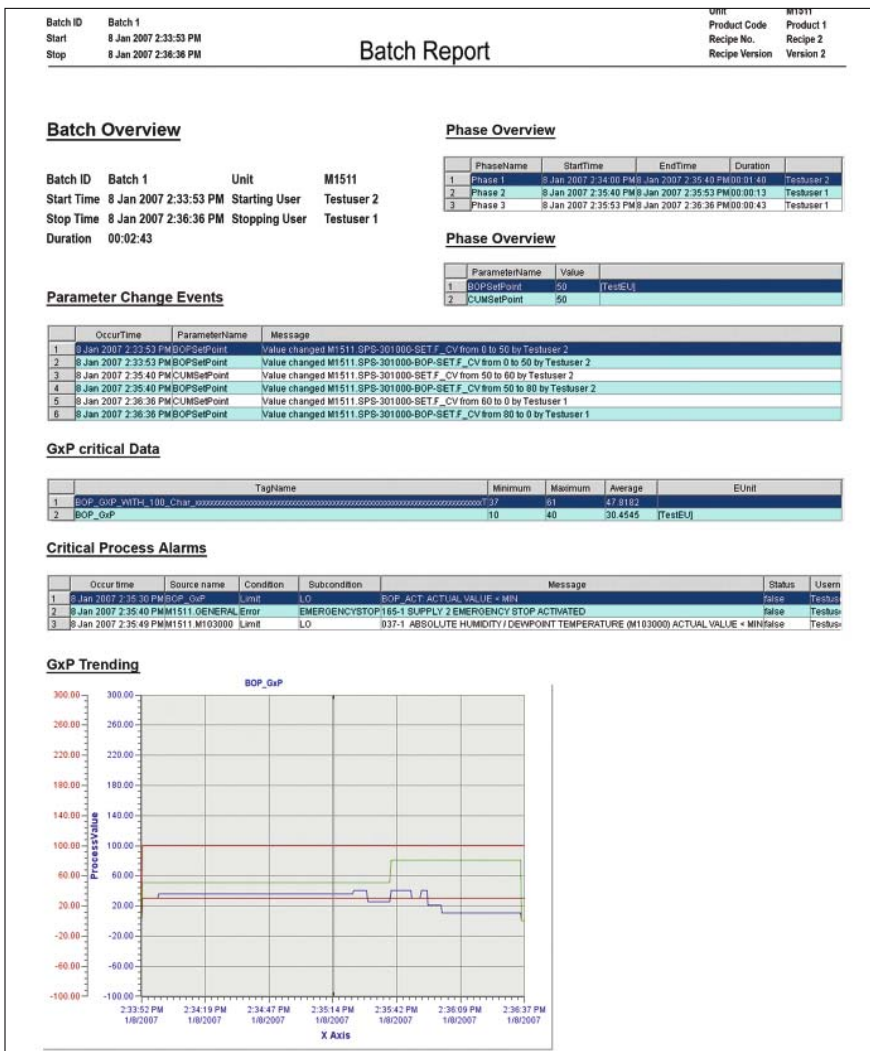 Batch ID Batch 1
Start 8 Jan 2007 2:33:53 PM
Stop 8 Jan 2007 2:36:36 PM
Batch Report
Unit M1511
Product Code Product 1
Recipe No. Recipe 2
Recipe Version Version 2
Batch Overview
Batch ID Batch 1 Unit M1511
Start Time 8 Jan 2007 2:33:53 PM Starting User Testuser 2
Stop Time 8 Jan 2007 2:36:36 PM Stopping User Testuser 1
Duration 00:02:43
Phase Overview
PhaseName StartTime EndTime Duration
1 Phase 1 8 Jan 2007 2:34:00 PM 8 Jan 2007 2:35:40 PM 00:01:40 Testuser 2
2 Phase 2 8 Jan 2007 2:35:40 PM 8 Jan 2007 2:35:53 PM 00:00:13 Testuser 1
3 Phase 3 8 Jan 2007 2:35:53 PM 8 Jan 2007 2:36:36 PM 00:00:43 Testuser 1
Phase Overview
ParameterName Value
1 BOPSetPoint 50 [TestEU]
2 CUMSetPoint 50
Parameter Change Events
OccurTime ParameterName Message
1 8 Jan 2007 2:33:53 PM BOPSetPoint Value changed M1511.SPS-301000-SET.F_CV from 0 to 50 by Testuser 2
2 8 Jan 2007 2:33:53 PM BOPSetPoint Value changed M1511.SPS-301000-BOP-SET.F_CV from 0 to 50 by Testuser 2
3 8 Jan 2007 2:35:40 PM CUMSetPoint Value changed M1511.SPS-301000-SET.F_CV from 50 to 60 by Testuser 2
4 8 Jan 2007 2:35:40 PM BOPSetPoint Value changed M1511.SPS-301000-BOP-SET.F_CV from 50 to 80 by Testuser 2
5 8 Jan 2007 2:36:36 PM CUMSetPoint Value changed M1511.SPS-301000-SET.F_CV from 60 to 0 by Testuser 1
6 8 Jan 2007 2:36:36 PM BOPSetPoint Value changed M1511.SPS-301000-BOP-SET.F_CV from 80 to 0 by Testuser 1
GxP critical Data
TagName Minimum Maximum Average EUnit
1 37 61 47.8182
2 BOP_GxP 10 40 30.4545 [TestEU]
Critical Process Alarms
Occur time Source name Condition Subcondition Message Status Usern
1 8 Jan 2007 2:35:30 PM BOP_GxP Limit LO BOP_ACT: ACTUAL VALUE < MIN false Testus
2 8 Jan 2007 2:35:40 PM M1511.GENERAL Error EMERGENCYSTOP 165-1 SUPPLY 2 EMERGENCY STOP ACTIVATED false Testus
3 8 Jan 2007 2:35:49 PM M1511.M103000 Limit LO 037-1 ABSOLUTE HUMIDITY / DEWPOINT TEMPERATURE (M103000) ACTUAL VALUE < MIN false Testus
GxP Trending
BOP_GxP
300.00 300.00
260.00 260.00
220.00 220.00
180.00 180.00
140.00 140.00
100.00 100.00
60.00 60.00
20.00 20.00
-20.00 -20.00
-60.00 -60.00
-100.00 -100.00
ProcessValue
2:33:52 PM 2:34:19 PM 2:34:47 PM 2:35:14 PM 2:35:42 PM 2:36:09 PM 2:36:37 PM
1/8/2007 1/8/2007 1/8/2007 1/8/2007 1/8/2007 1/8/2007 1/8/2007
X Axis